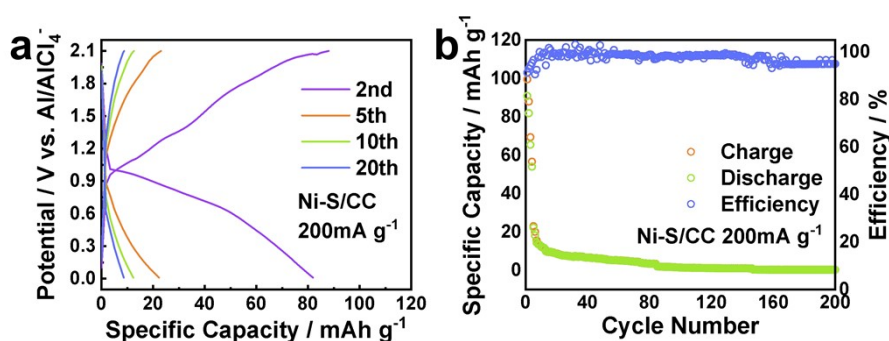 a
Potential / V vs. Al/AlCl₄⁻
2.1
1.8
1.5
1.2
0.9
0.6
0.3
0.0
2nd
5th
10th
20th
Ni-S/CC
200mA g⁻¹
0 20 40 60 80 100 120
Specific Capacity / mAh g⁻¹
b
Specific Capacity / mAh g⁻¹
120
100
80
60
40
20
0
Charge
Discharge
Efficiency
Ni-S/CC 200mA g⁻¹
100
80
60
40
20
0
Efficiency / %
0 40 80 120 160 200
Cycle Number